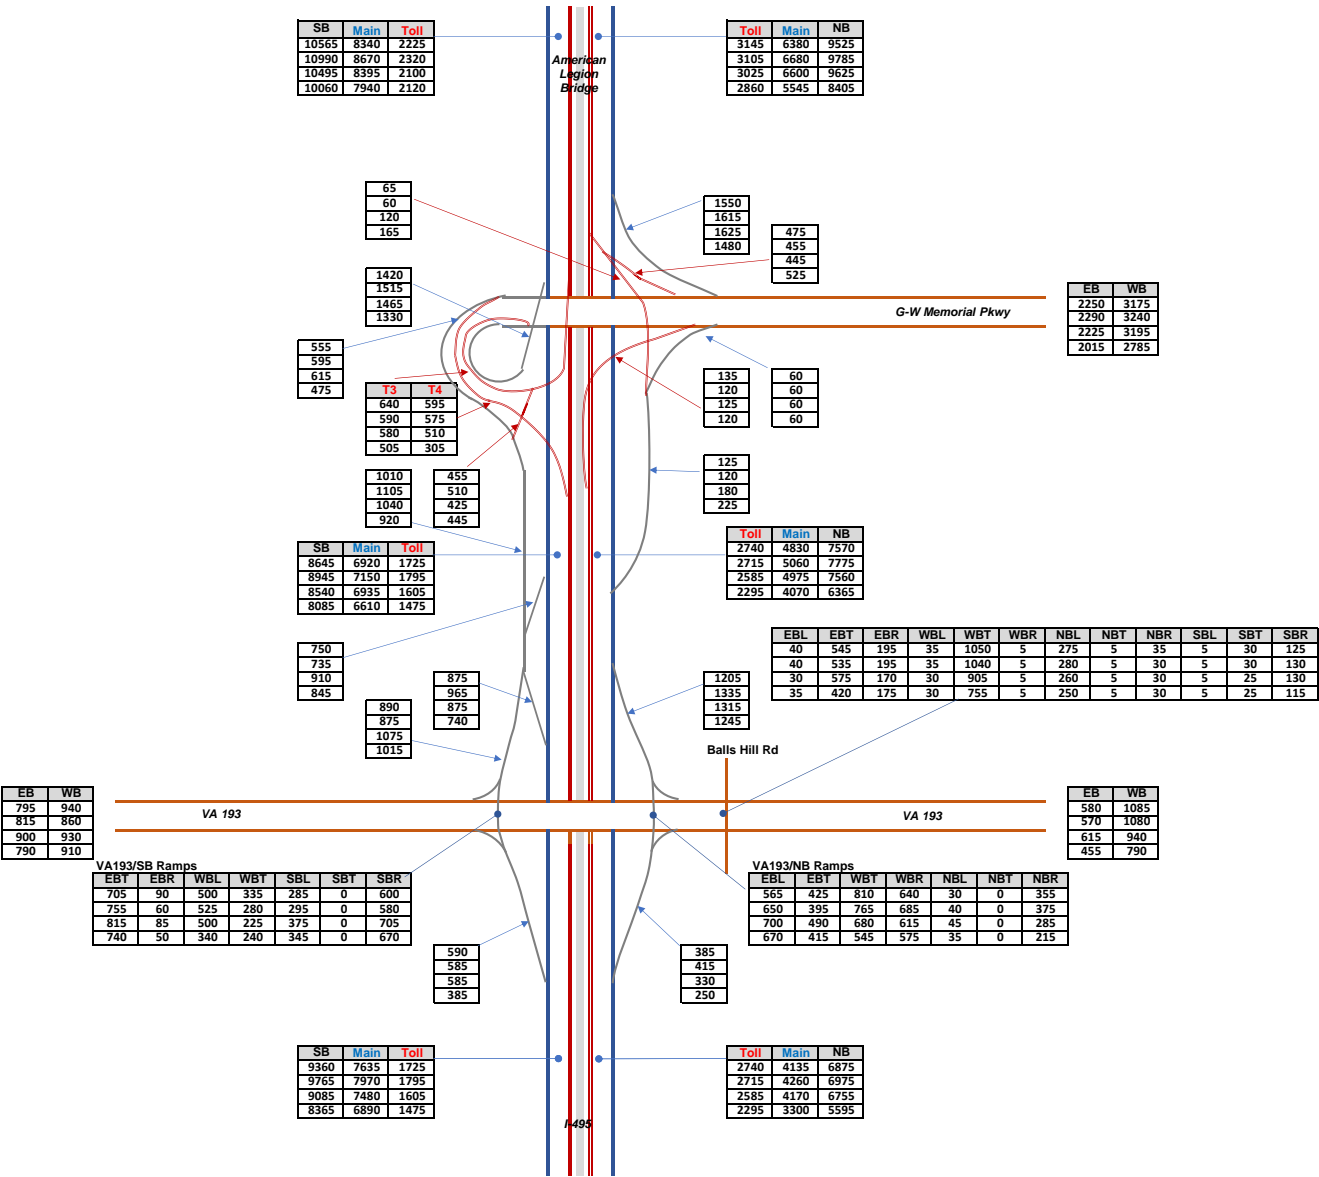 SB Main Toll
10565 8340 2225
10990 8670 2320
10495 8395 2100
10060 7940 2120
American
Legion
Bridge
Toll Main NB
3145 6380 9525
3105 6680 9785
3025 6600 9625
2860 5545 8405
65
60
120
165
1550
1615
1625
1480
475
455
445
525
1420
1515
1465
1330
EB WB
2250 3175
2290 3240
2225 3195
2015 2785
G-W Memorial Pkwy
555
595
615
475
T3 T4
640 595
590 575
580 510
505 305
135
120
125
120
60
60
60
60
1010
1105
1040
920
455
510
425
445
125
120
180
225
SB Main Toll
8645 6920 1725
8945 7150 1795
8540 6935 1605
8085 6610 1475
Toll Main NB
2740 4830 7570
2715 5060 7775
2585 4975 7560
2295 4070 6365
EBL EBT EBR WBL WBT WBR NBL NBT NBR SBL SBT SBR
40 545 195 35 1050 5 275 5 35 5 30 125
40 535 195 35 1040 5 280 5 30 5 30 130
30 575 170 30 905 5 260 5 30 5 25 130
35 420 175 30 755 5 250 5 30 5 25 115
750
735
910
845
875
965
875
740
890
875
1075
1015
1205
1335
1315
1245
Balls Hill Rd
EB WB
795 940
815 860
900 930
790 910
VA 193
VA 193
EB WB
580 1085
570 1080
615 940
455 790
VA193/SB Ramps
EBT EBR WBL WBT SBL SBT SBR
705 90 500 335 285 0 600
755 60 525 280 295 0 580
815 85 500 225 375 0 705
740 50 340 240 345 0 670
VA193/NB Ramps
EBL EBT WBT WBR NBL NBT NBR
565 425 810 640 30 0 355
650 395 765 685 40 0 375
700 490 680 615 45 0 285
670 415 545 575 35 0 215
590
585
585
385
385
415
330
250
SB Main Toll
9360 7635 1725
9765 7970 1795
9085 7480 1605
8365 6890 1475
Toll Main NB
2740 4135 6875
2715 4260 6975
2585 4170 6755
2295 3300 5595
I-495